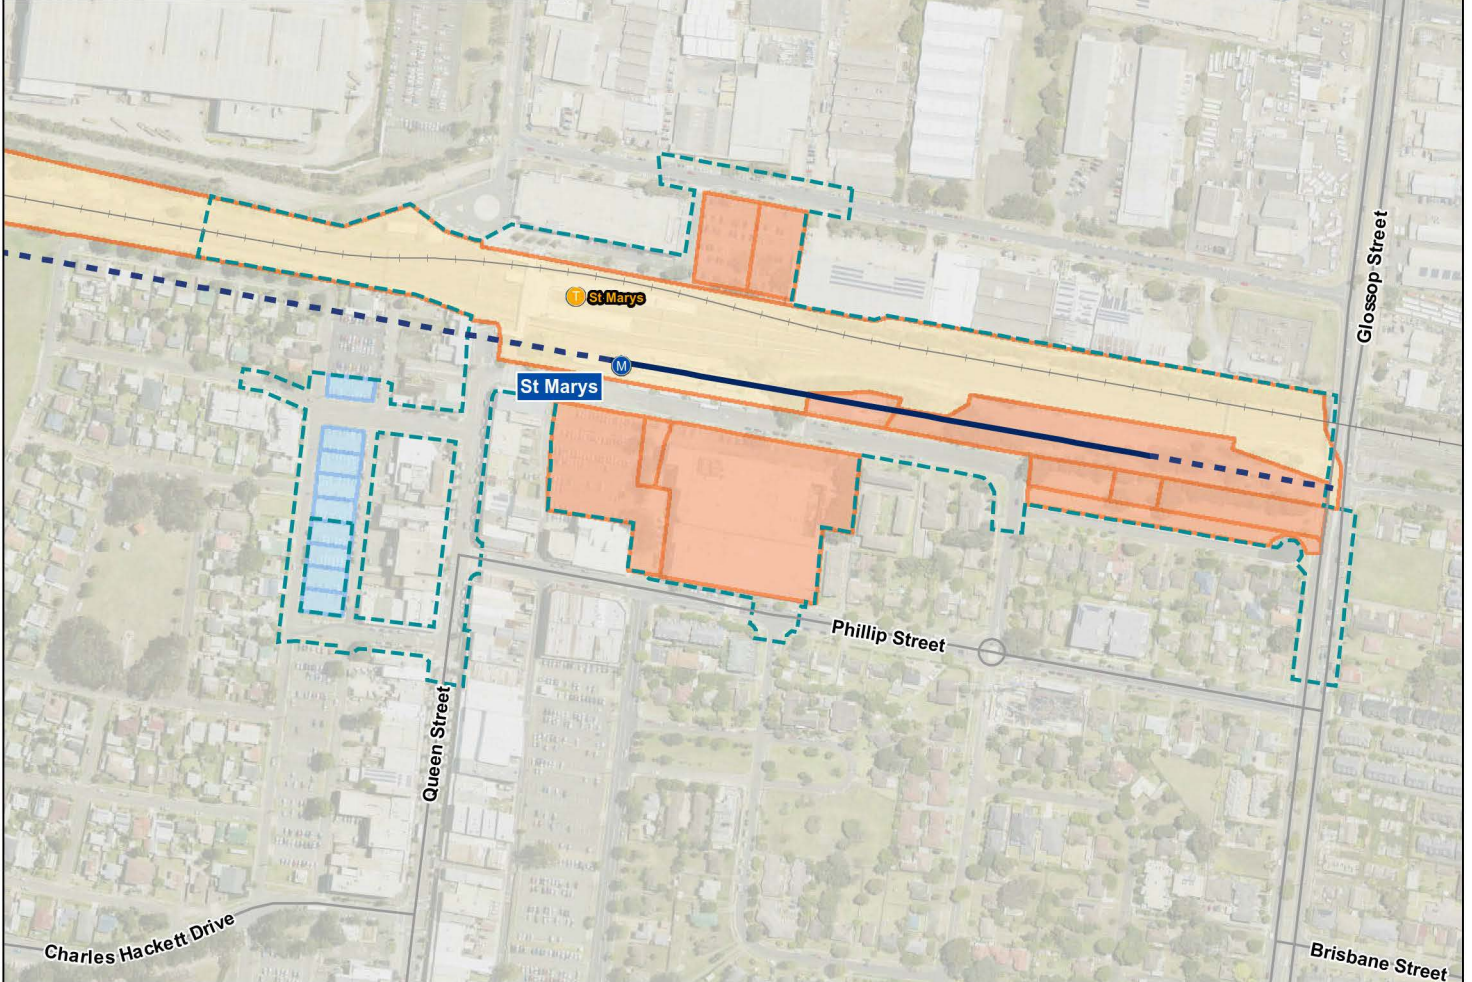 Glossop Street
T St Marys
M
St Marys
Phillip Street
Queen Street
Charles Hackett Drive
Brisbane Street